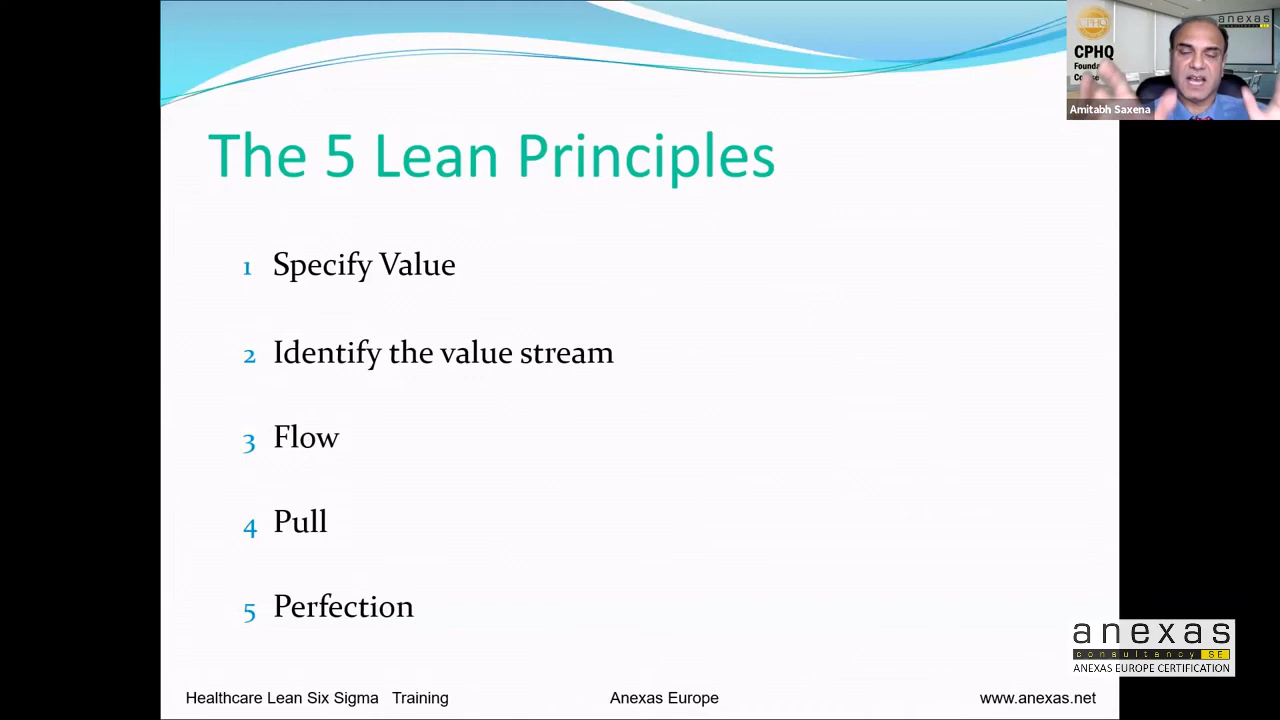 CPHQ
anexas
Amitabh Saxena
The 5 Lean Principles
1 Specify Value
2 Identify the value stream
3 Flow
4 Pull
5 Perfection
anexas
consultancy SE
ANEXAS EUROPE CERTIFICATION
Healthcare Lean Six Sigma Training
Anexas Europe
www.anexas.net